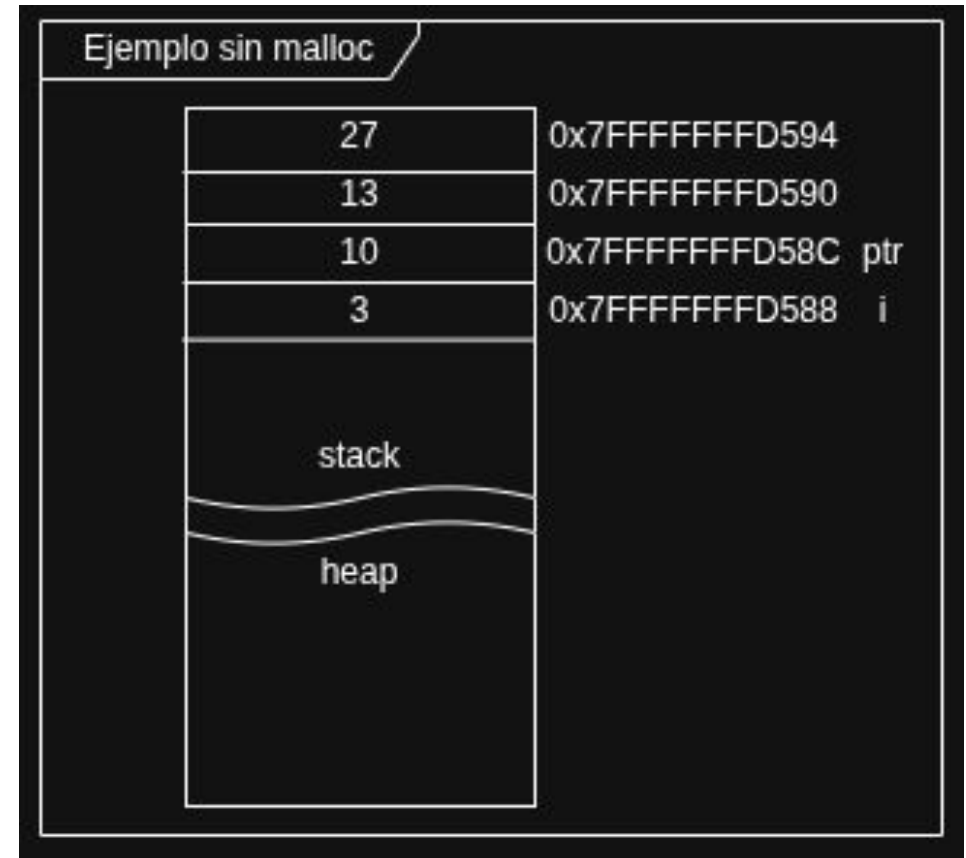 Ejemplo sin malloc
27 0x7FFFFFFFD594
13 0x7FFFFFFFD590
10 0x7FFFFFFFD58C ptr
3 0x7FFFFFFFD588 i
stack
heap